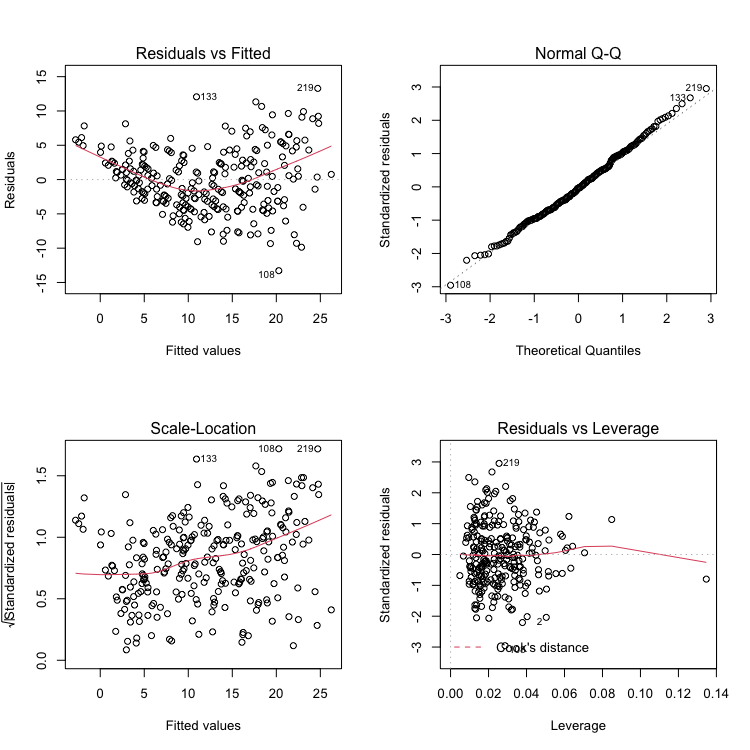 Residuals vs Fitted
Residuals
15
10
5
0
-5
-10
-15
133
219
108
0 5 10 15 20 25
Fitted values
Normal Q-Q
Standardized residuals
3
2
1
0
-1
-2
-3
219
133
108
-3 -2 -1 0 1 2 3
Theoretical Quantiles
Scale-Location
√|Standardized residuals|
1.5
1.0
0.5
0.0
133
108
219
0 5 10 15 20 25
Fitted values
Residuals vs Leverage
Standardized residuals
3
2
1
0
-1
-2
-3
219
2
Cook's distance
0.00 0.02 0.04 0.06 0.08 0.10 0.12 0.14
Leverage